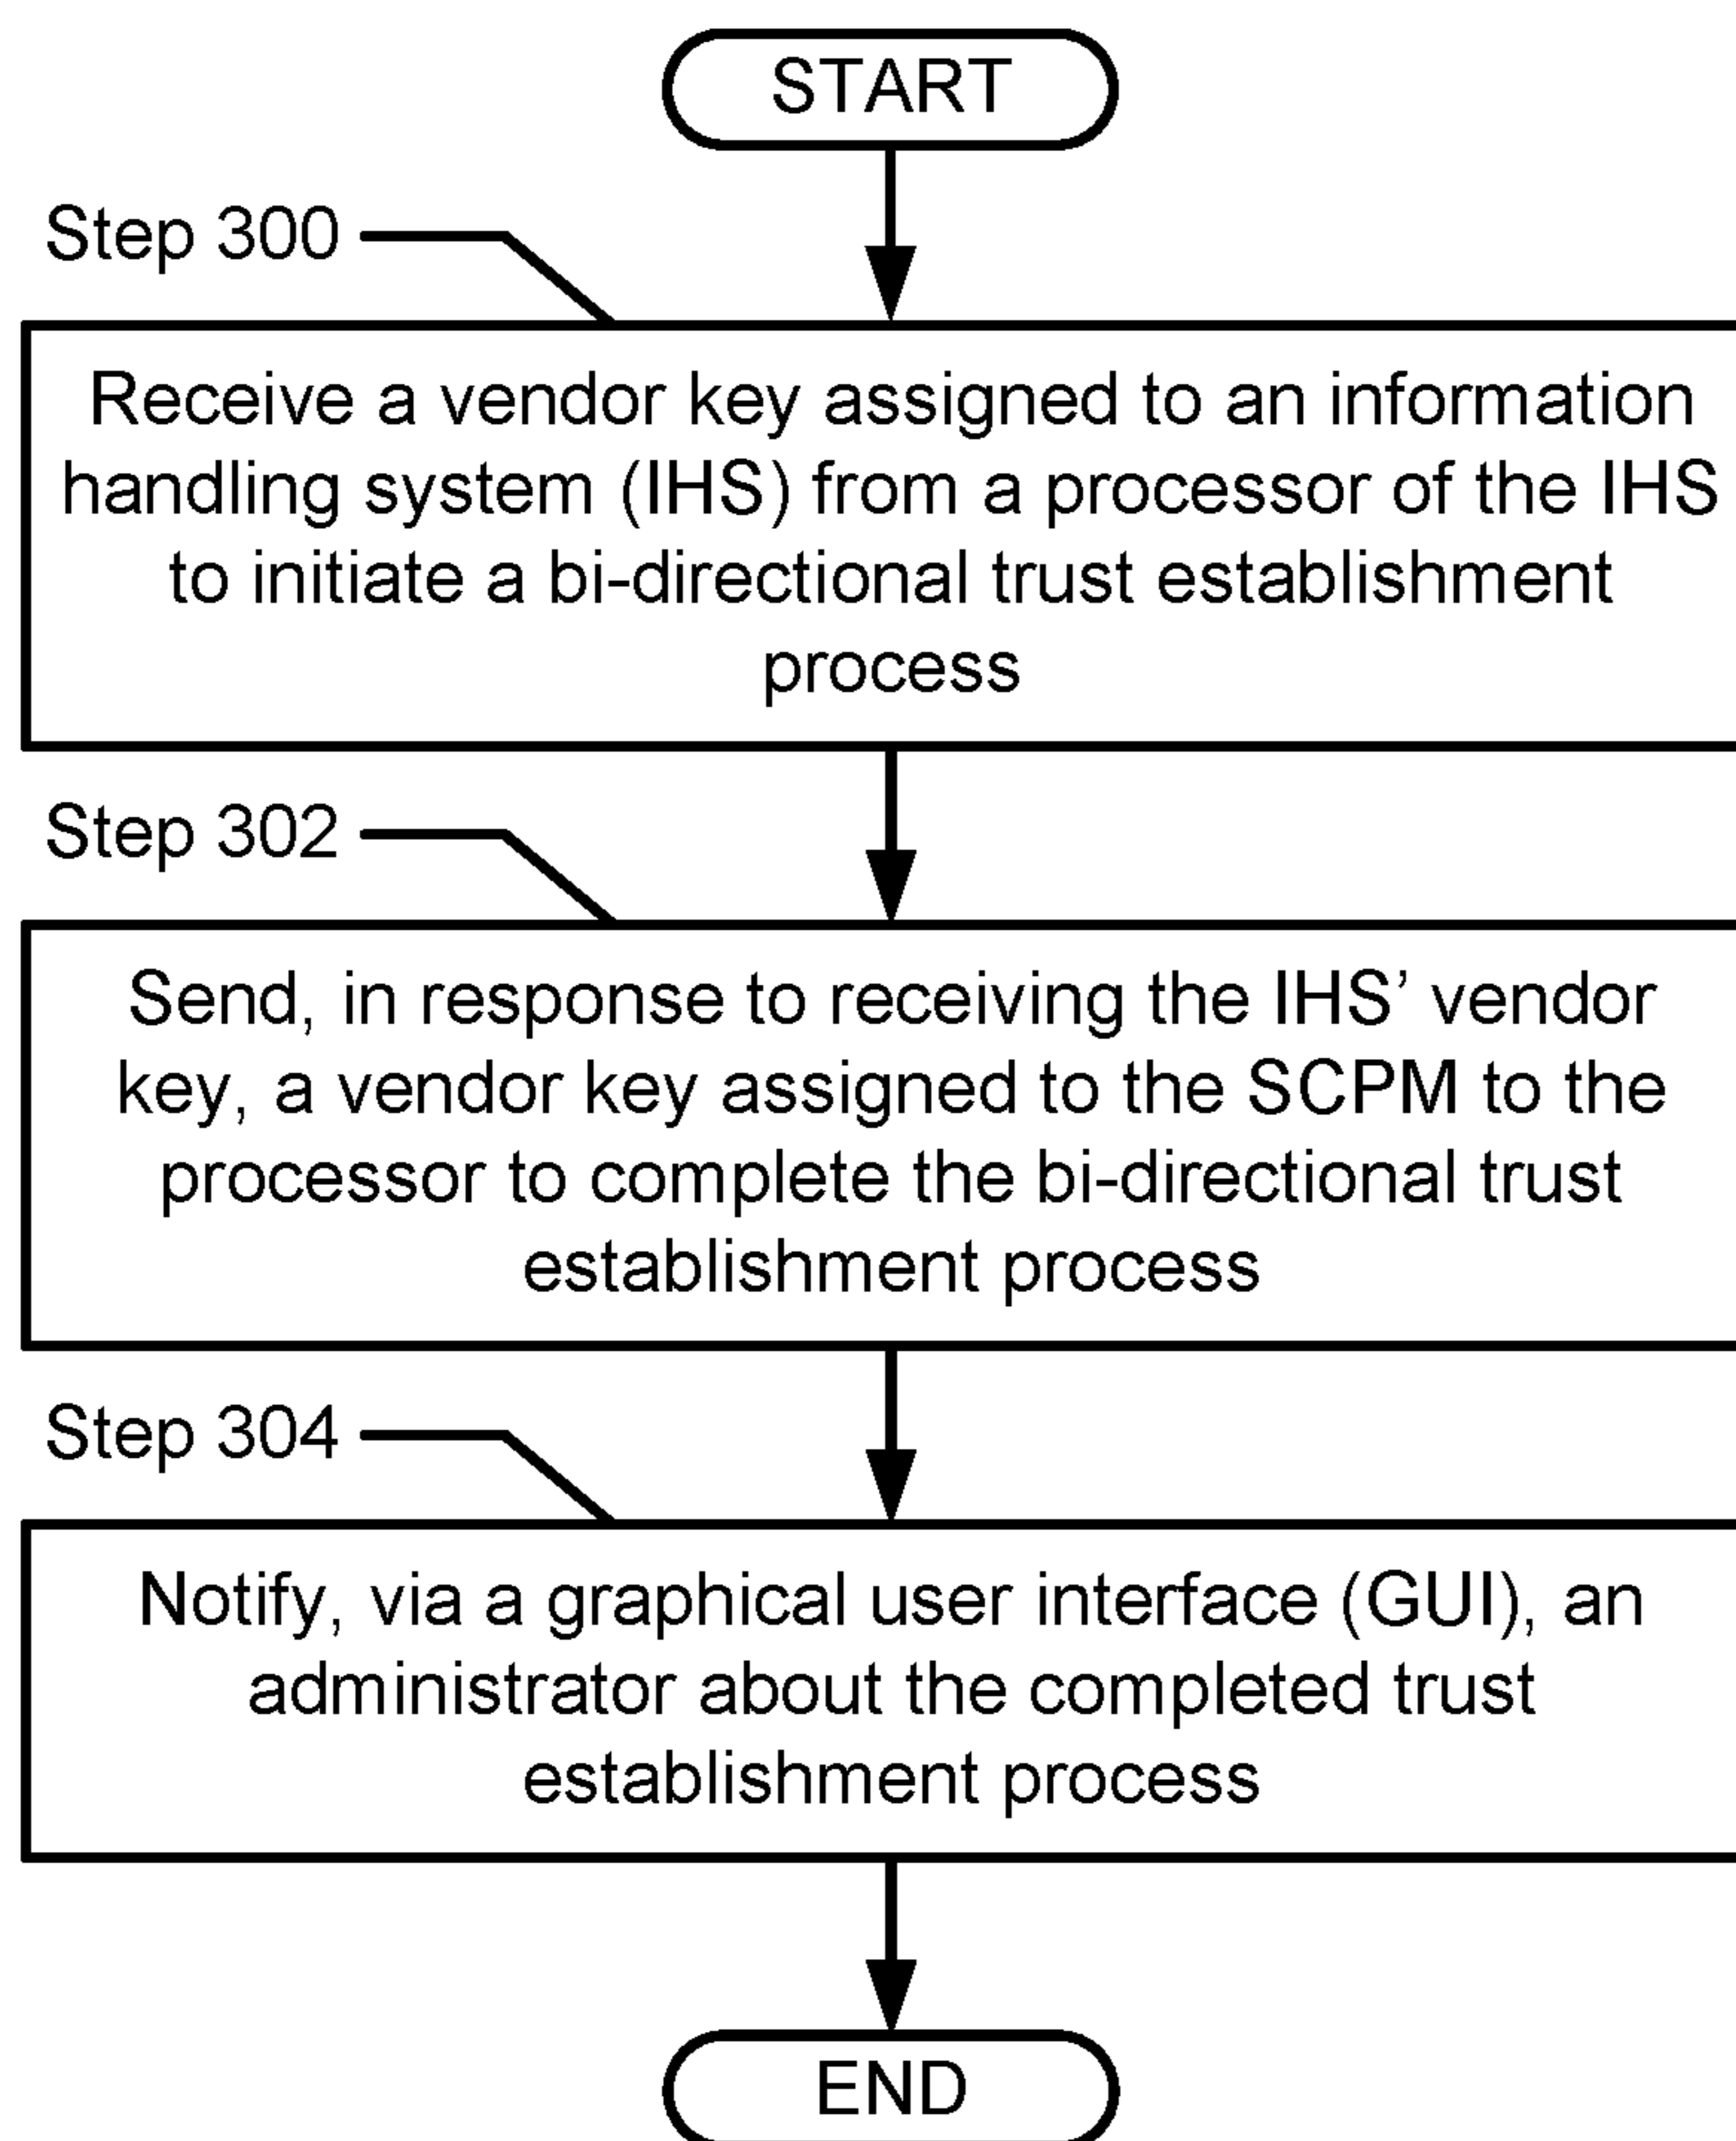 START
Step 300
Receive a vendor key assigned to an information
handling system (IHS) from a processor of the IHS
to initiate a bi-directional trust establishment
process
Step 302
Send, in response to receiving the IHS’ vendor
key, a vendor key assigned to the SCPM to the
processor to complete the bi-directional trust
establishment process
Step 304
Notify, via a graphical user interface (GUI), an
administrator about the completed trust
establishment process
END